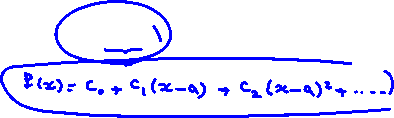 f(x) = C₀ + C₁(x-a) + C₂(x-a)² + .....